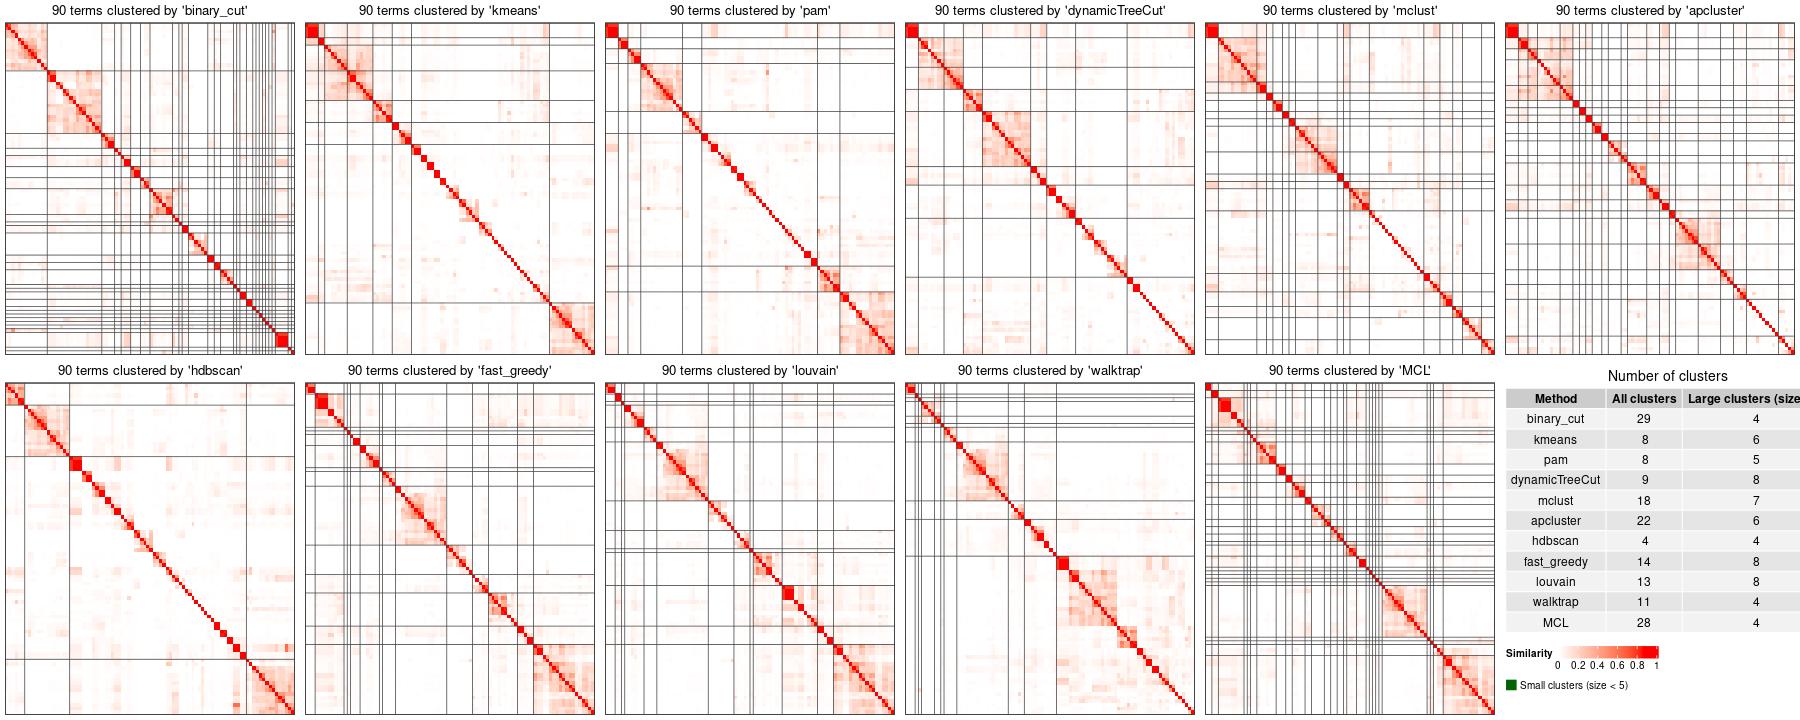 90 terms clustered by 'binary_cut'
90 terms clustered by 'kmeans'
90 terms clustered by 'pam'
90 terms clustered by 'dynamicTreeCut'
90 terms clustered by 'mclust'
90 terms clustered by 'apcluster'
90 terms clustered by 'hdbscan'
90 terms clustered by 'fast_greedy'
90 terms clustered by 'louvain'
90 terms clustered by 'walktrap'
90 terms clustered by 'MCL'
Number of clusters
Method All clusters Large clusters (size
binary_cut 29 4
kmeans 8 6
pam 8 5
dynamicTreeCut 9 8
mclust 18 7
apcluster 22 6
hdbscan 4 4
fast_greedy 14 8
louvain 13 8
walktrap 11 4
MCL 28 4
Similarity
0 0.2 0.4 0.6 0.8 1
Small clusters (size < 5)